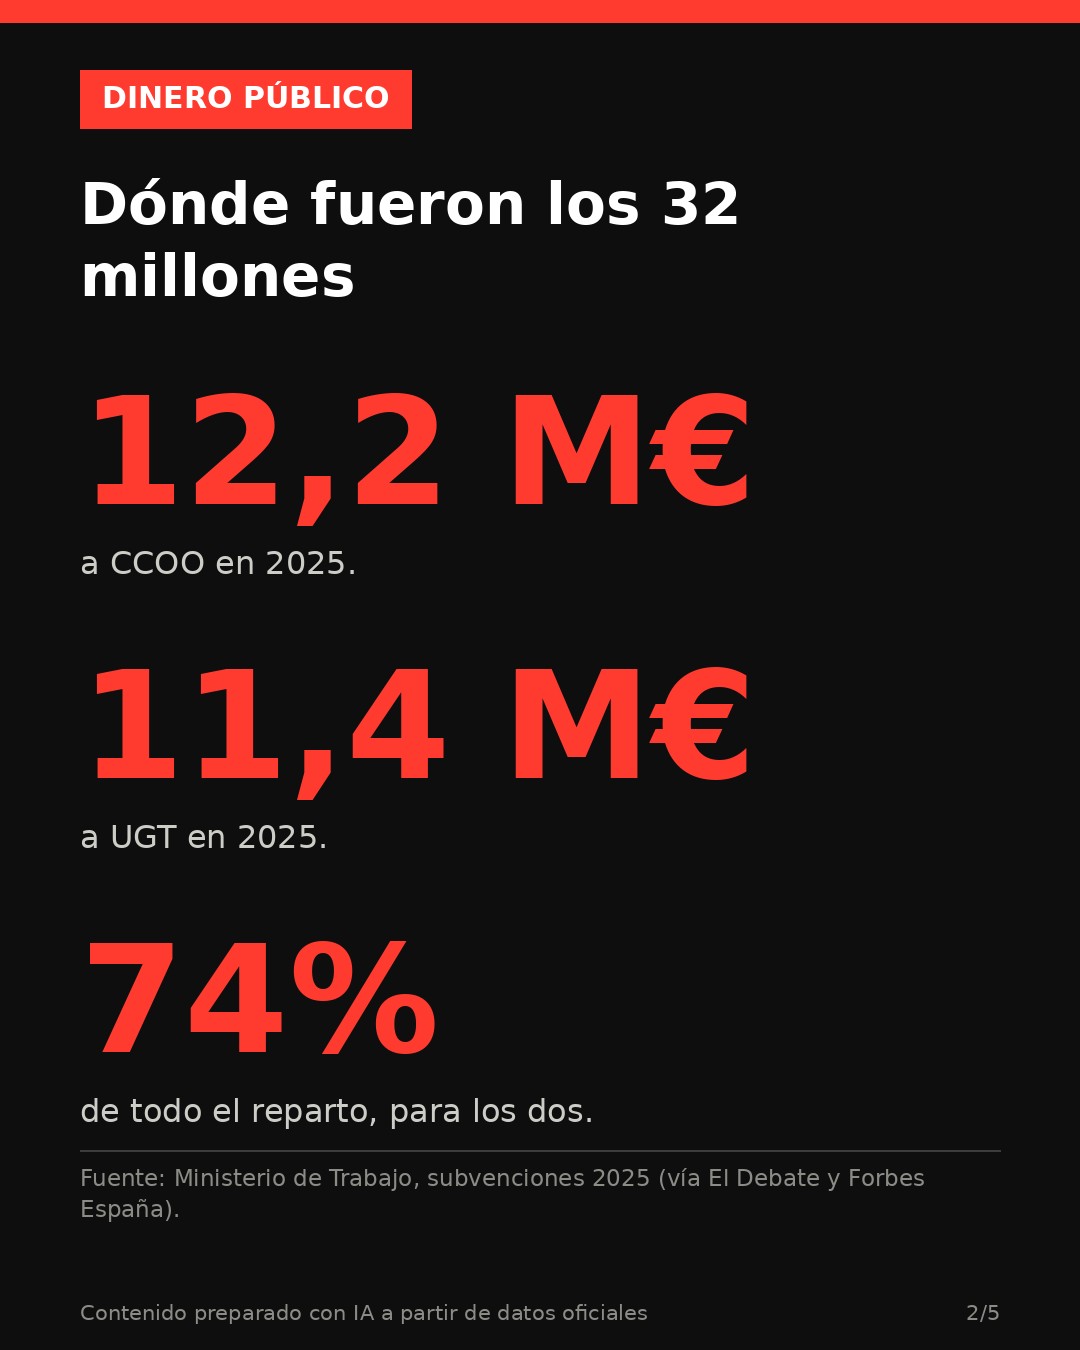 DINERO PÚBLICO
Dónde fueron los 32
millones
12,2 M€
a CCOO en 2025.
11,4 M€
a UGT en 2025.
74%
de todo el reparto, para los dos.
Fuente: Ministerio de Trabajo, subvenciones 2025 (vía El Debate y Forbes
España).
Contenido preparado con IA a partir de datos oficiales
2/5